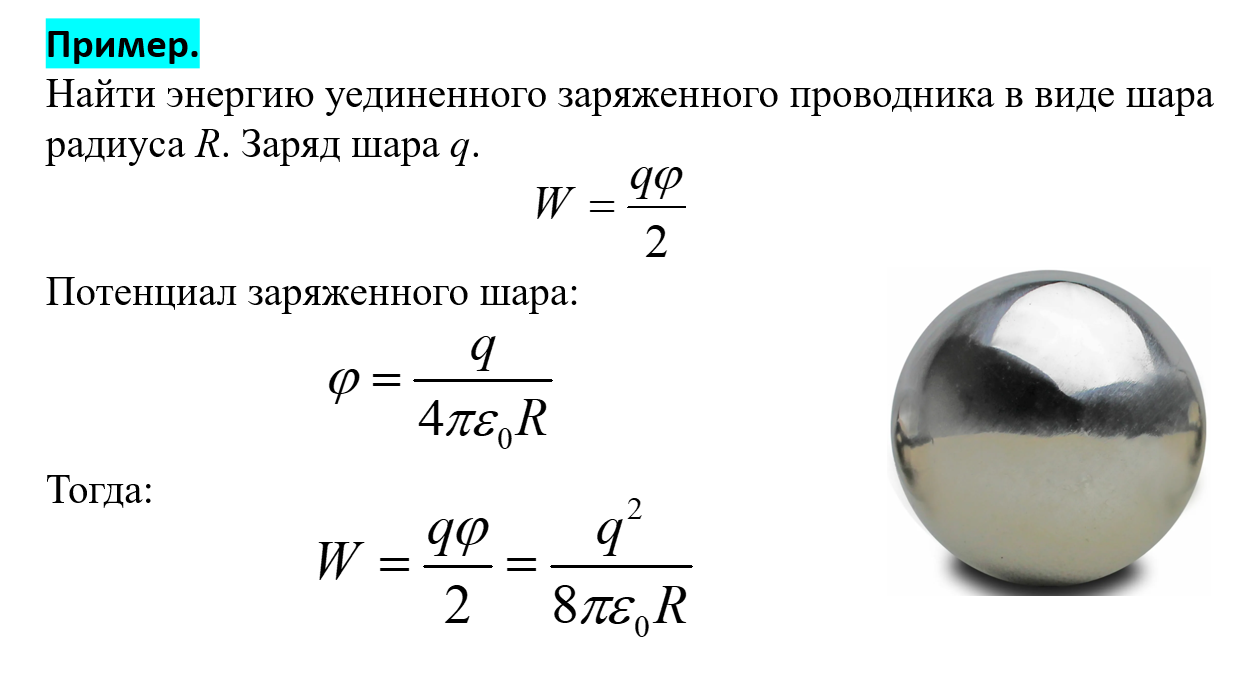 Пример.
Найти энергию уединенного заряженного проводника в виде шара
радиуса R. Заряд шара q.
W = qφ/2
Потенциал заряженного шара:
φ = q/4πε₀R
Тогда:
W = qφ/2 = q²/8πε₀R